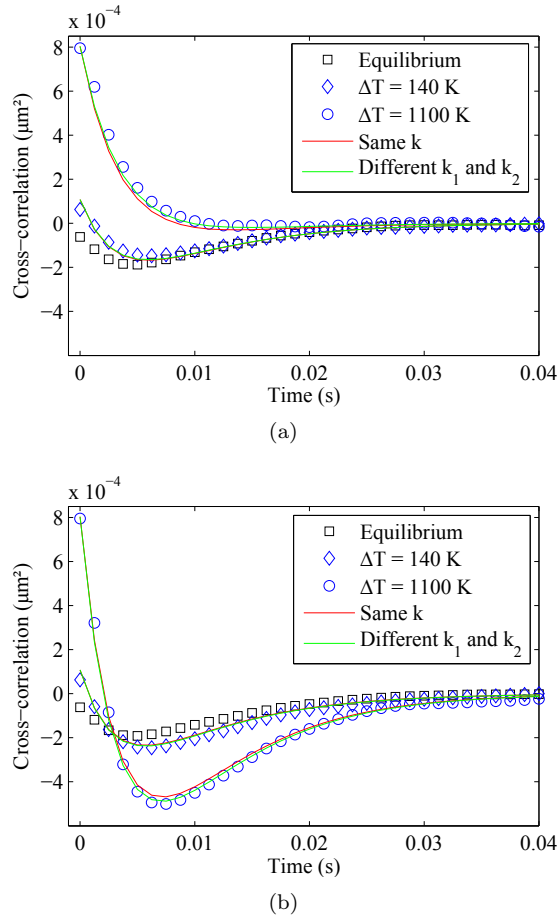 x 10⁻⁴
8
6
4
2
0
−2
−4
Cross−correlation (μm²)
Equilibrium
ΔT = 140 K
ΔT = 1100 K
Same k
Different k₁ and k₂
0 0.01 0.02 0.03 0.04
Time (s)
(a)
x 10⁻⁴
8
6
4
2
0
−2
−4
Cross−correlation (μm²)
Equilibrium
ΔT = 140 K
ΔT = 1100 K
Same k
Different k₁ and k₂
0 0.01 0.02 0.03 0.04
Time (s)
(b)